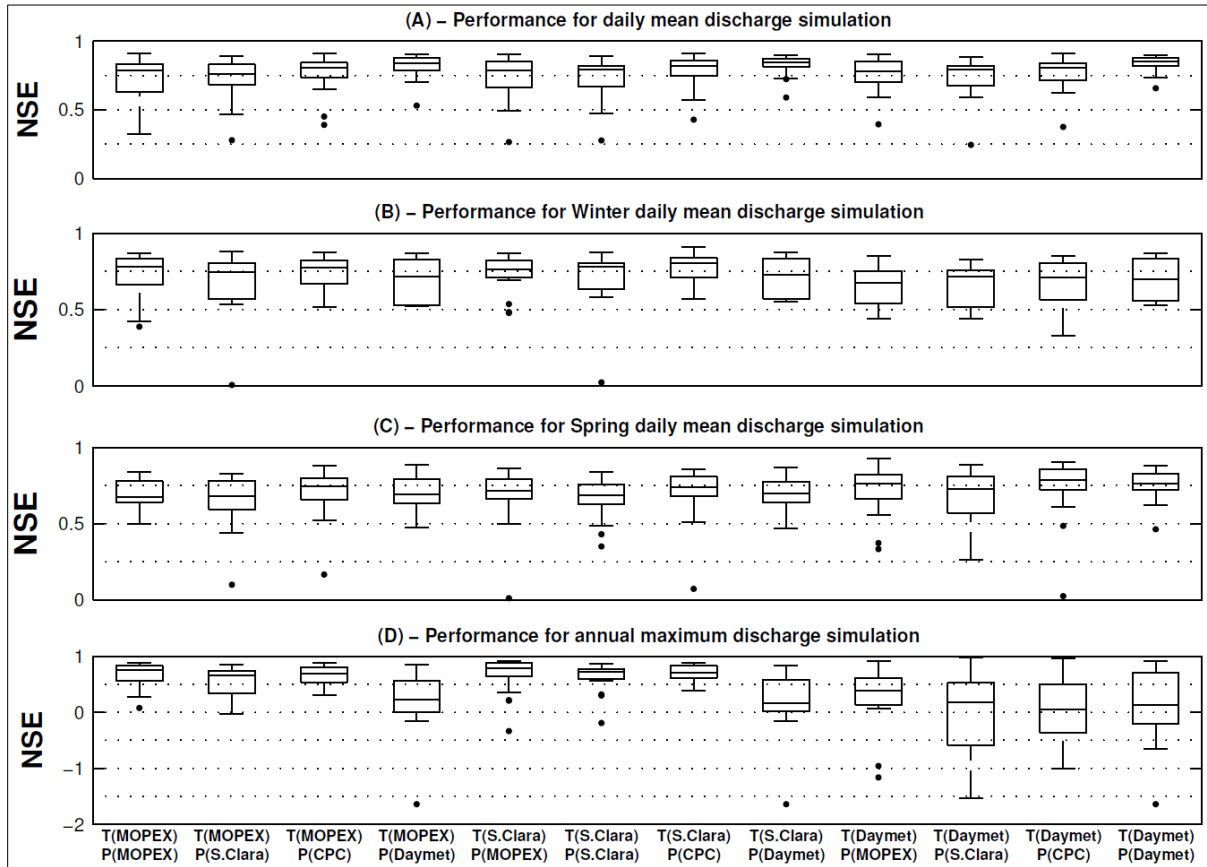 (A) – Performance for daily mean discharge simulation
NSE
1
0.5
0
(B) – Performance for Winter daily mean discharge simulation
NSE
1
0.5
0
(C) – Performance for Spring daily mean discharge simulation
NSE
1
0.5
0
(D) – Performance for annual maximum discharge simulation
NSE
1
0
−1
−2
T(MOPEX) T(MOPEX) T(MOPEX) T(MOPEX) T(S.Clara) T(S.Clara) T(S.Clara) T(S.Clara) T(Daymet) T(Daymet) T(Daymet) T(Daymet)
P(MOPEX) P(S.Clara) P(CPC) P(Daymet) P(MOPEX) P(S.Clara) P(CPC) P(Daymet) P(MOPEX) P(S.Clara) P(CPC) P(Daymet)